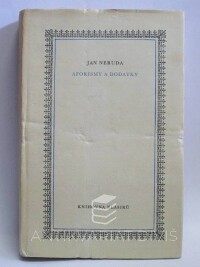 JAN NERUDA
AFORISMY A DODATKY
KNIHOVNA KLASIKŮ